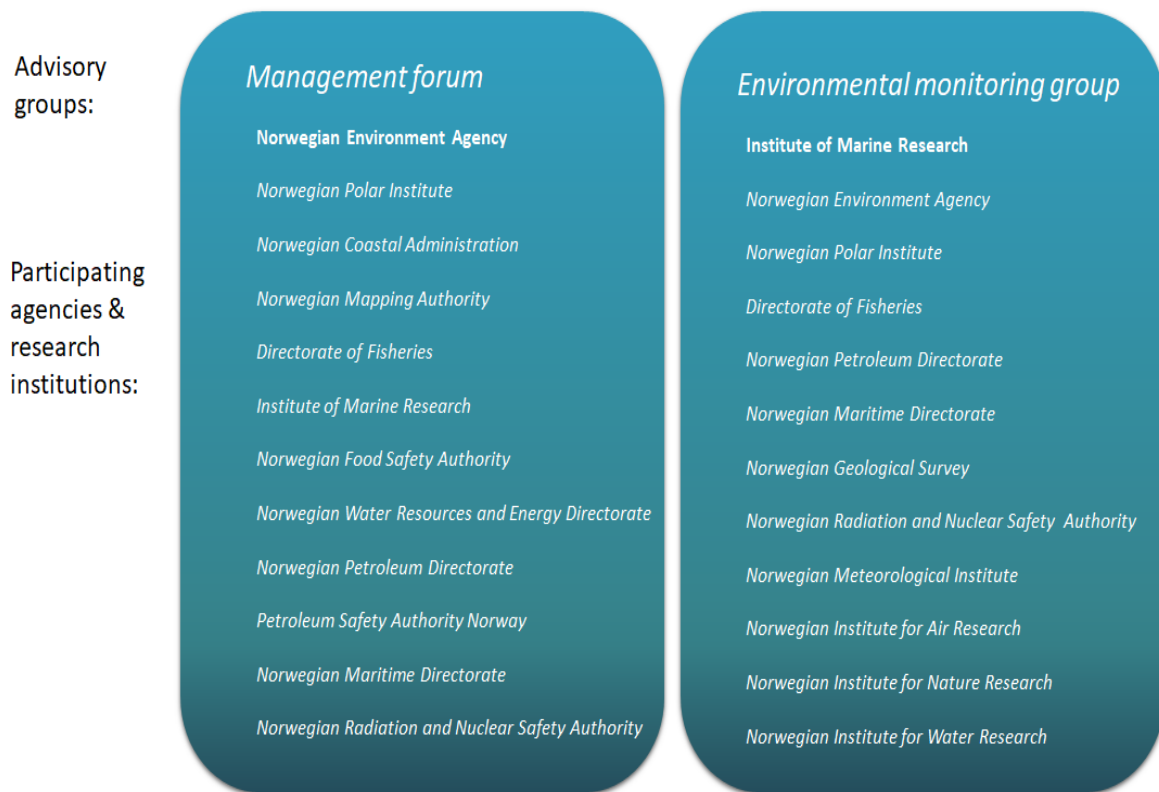 Advisory
groups:
Participating
agencies &
research
institutions:
Management forum
Norwegian Environment Agency
Norwegian Polar Institute
Norwegian Coastal Administration
Norwegian Mapping Authority
Directorate of Fisheries
Institute of Marine Research
Norwegian Food Safety Authority
Norwegian Water Resources and Energy Directorate
Norwegian Petroleum Directorate
Petroleum Safety Authority Norway
Norwegian Maritime Directorate
Norwegian Radiation and Nuclear Safety Authority
Environmental monitoring group
Institute of Marine Research
Norwegian Environment Agency
Norwegian Polar Institute
Directorate of Fisheries
Norwegian Petroleum Directorate
Norwegian Maritime Directorate
Norwegian Geological Survey
Norwegian Radiation and Nuclear Safety Authority
Norwegian Meteorological Institute
Norwegian Institute for Air Research
Norwegian Institute for Nature Research
Norwegian Institute for Water Research